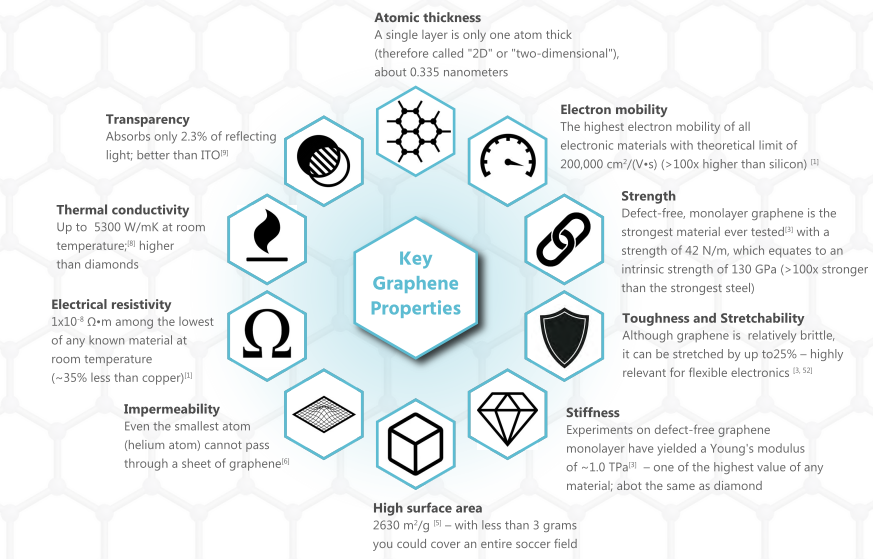 Atomic thickness
A single layer is only one atom thick
(therefore called "2D" or "two-dimensional"),
about 0.335 nanometers
Electron mobility
The highest electron mobility of all
electronic materials with theoretical limit of
200,000 cm²/(V•s) (>100x higher than silicon) [1]
Strength
Defect-free, monolayer graphene is the
strongest material ever tested[3] with a
strength of 42 N/m, which equates to an
intrinsic strength of 130 GPa (>100x stronger
than the strongest steel)
Toughness and Stretchability
Although graphene is  relatively brittle,
it can be stretched by up to25% – highly
relevant for flexible electronics [3, 52]
Stiffness
Experiments on defect-free graphene
monolayer have yielded a Young's modulus
of ~1.0 TPa[3]  – one of the highest value of any
material; abot the same as diamond
High surface area
2630 m²/g [5] – with less than 3 grams
you could cover an entire soccer field
Impermeability
Even the smallest atom
(helium atom) cannot pass
through a sheet of graphene[6]
Electrical resistivity
1x10⁻⁸ Ω•m among the lowest
of any known material at
room temperature
(~35% less than copper)[1]
Thermal conductivity
Up to  5300 W/mK at room
temperature;[8] higher
than diamonds
Transparency
Absorbs only 2.3% of reflecting
light; better than ITO[9]
Key
Graphene
Properties
Ω